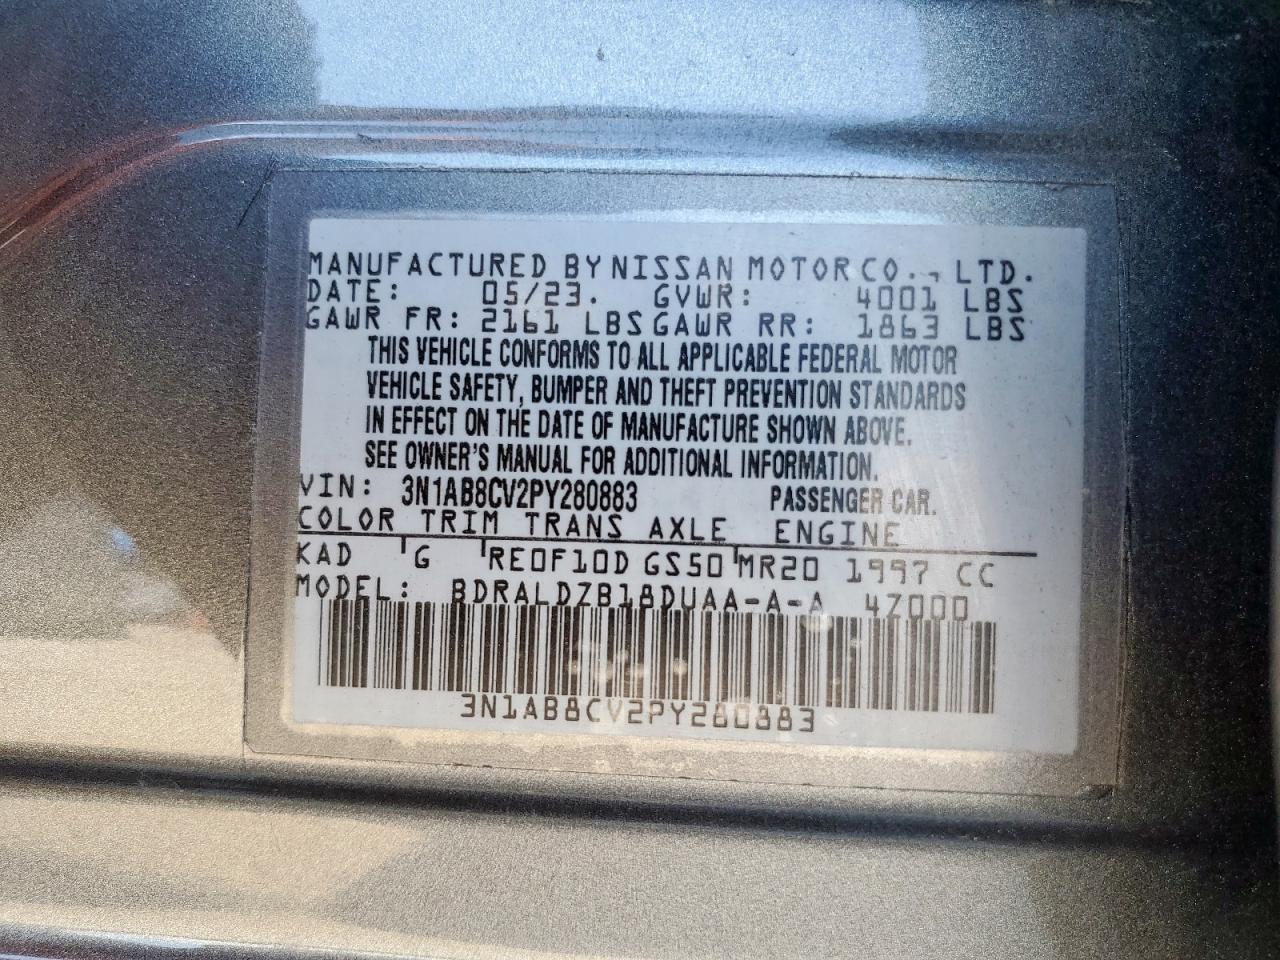 MANUFACTURED BY NISSAN MOTOR CO., LTD.
DATE: 05/23. GVWR: 4001 LBS
GAWR FR: 2161 LBS GAWR RR: 1863 LBS
THIS VEHICLE CONFORMS TO ALL APPLICABLE FEDERAL MOTOR
VEHICLE SAFETY, BUMPER AND THEFT PREVENTION STANDARDS
IN EFFECT ON THE DATE OF MANUFACTURE SHOWN ABOVE.
SEE OWNER'S MANUAL FOR ADDITIONAL INFORMATION.
VIN: 3N1AB8CV2PY280883 PASSENGER CAR.
COLOR TRIM TRANS AXLE ENGINE
KAD G RE0F10D GS50 MR20 1997 CC
MODEL: BDRALDZB18DUAA-A-A 4Z000
3N1AB8CV2PY280883